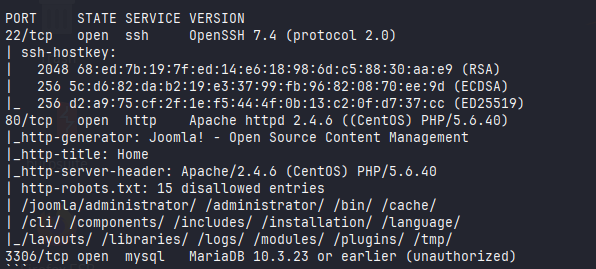 PORT     STATE SERVICE VERSION
22/tcp   open  ssh     OpenSSH 7.4 (protocol 2.0)
| ssh-hostkey:
|   2048 68:ed:7b:19:7f:ed:14:e6:18:98:6d:c5:88:30:aa:e9 (RSA)
|   256 5c:d6:82:da:b2:19:e3:37:99:fb:96:82:08:70:ee:9d (ECDSA)
|_  256 d2:a9:75:cf:2f:1e:f5:44:4f:0b:13:c2:0f:d7:37:cc (ED25519)
80/tcp   open  http    Apache httpd 2.4.6 ((CentOS) PHP/5.6.40)
|_http-generator: Joomla! - Open Source Content Management
|_http-title: Home
|_http-server-header: Apache/2.4.6 (CentOS) PHP/5.6.40
| http-robots.txt: 15 disallowed entries
| /joomla/administrator/ /administrator/ /bin/ /cache/
| /cli/ /components/ /includes/ /installation/ /language/
|_/layouts/ /libraries/ /logs/ /modules/ /plugins/ /tmp/
3306/tcp open  mysql   MariaDB 10.3.23 or earlier (unauthorized)
```